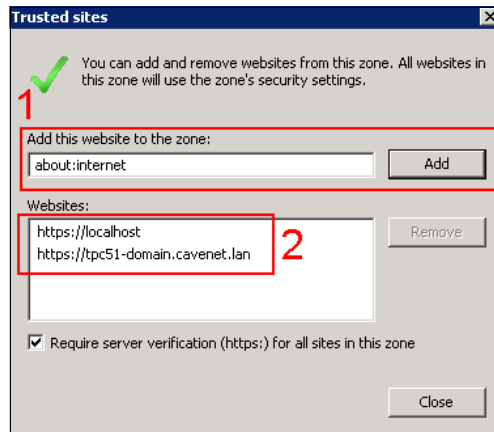 Trusted sites
You can add and remove websites from this zone. All websites in
this zone will use the zone's security settings.
1
Add this website to the zone:
about:internet
Add
Websites:
https://localhost
https://tpc51-domain.cavenet.lan
2
Remove
Require server verification (https:) for all sites in this zone
Close